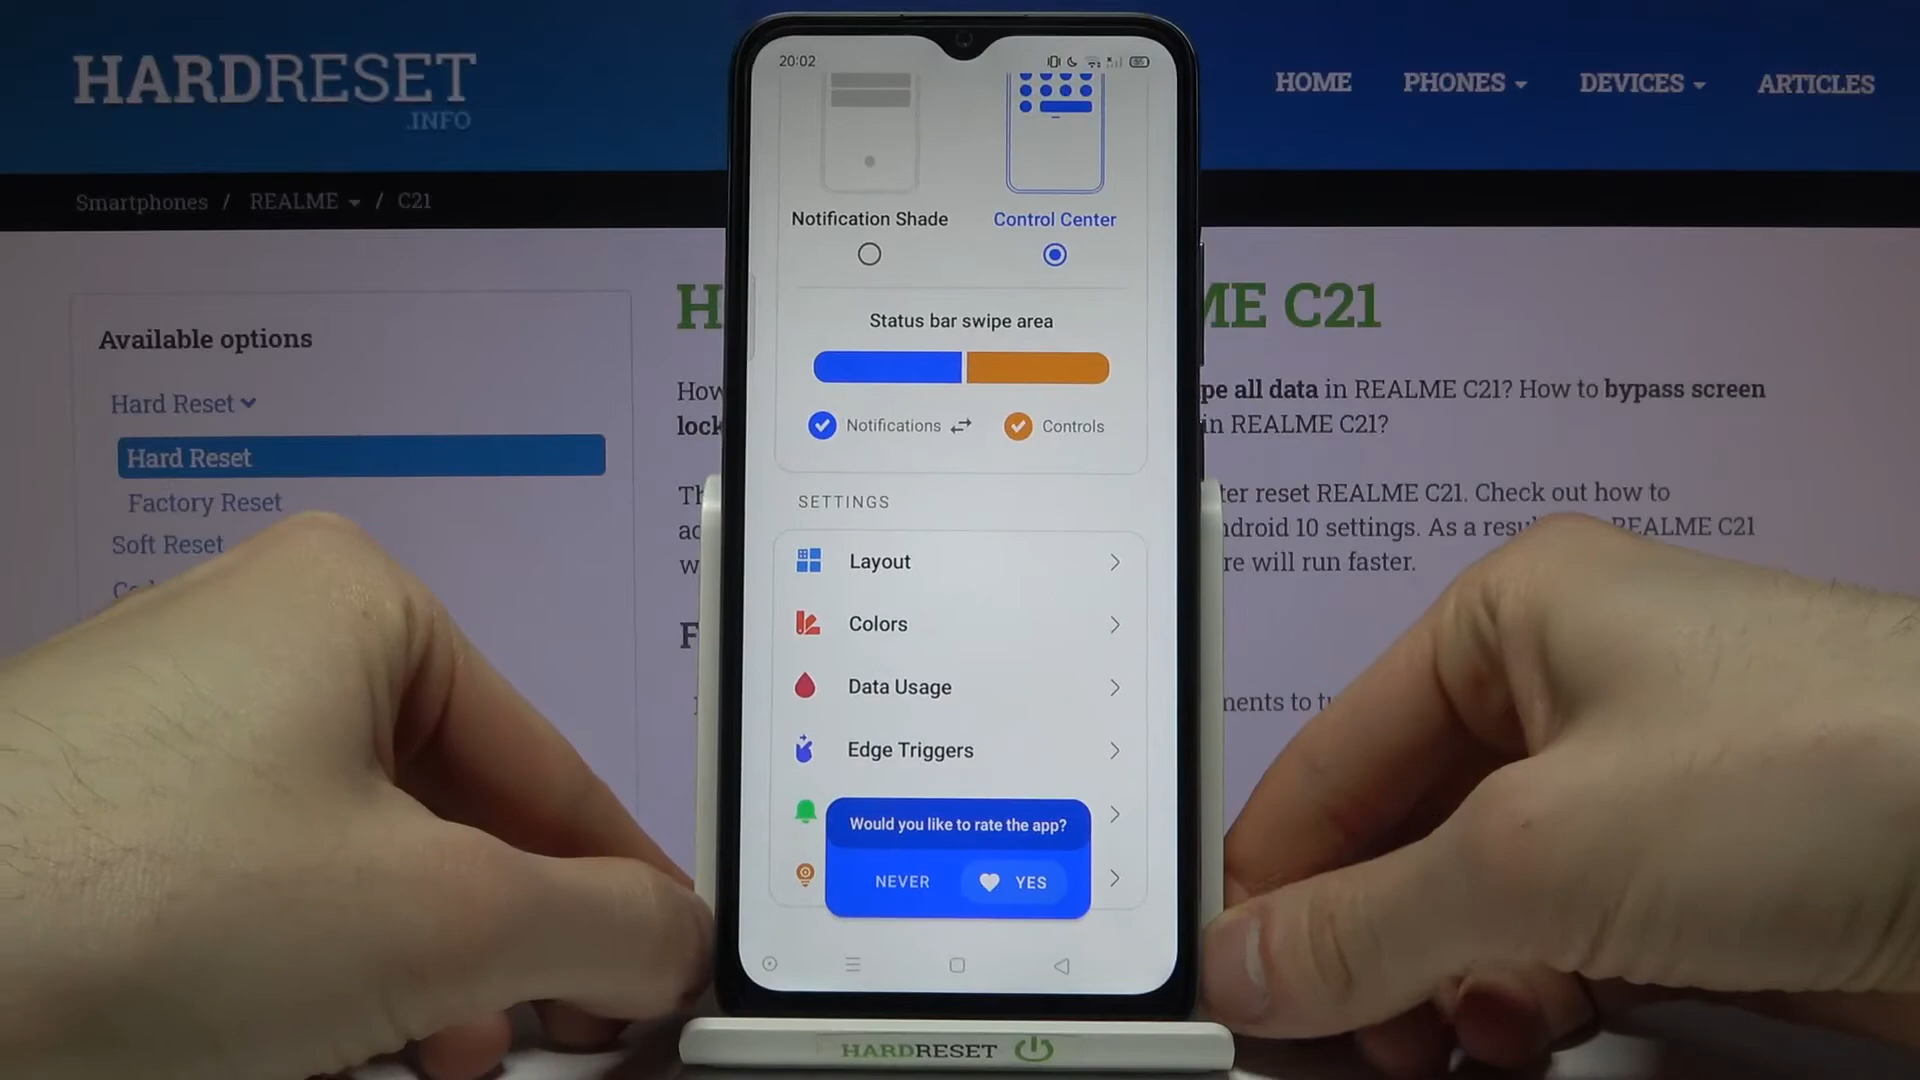 HARDRESET
.INFO
HOME PHONES DEVICES ARTICLES
Smartphones / REALME / C21
Available options
Hard Reset
Hard Reset
Factory Reset
Soft Reset
H
ME C21
How
pe all data in REALME C21? How to bypass screen
lock
in REALME C21?
ter reset REALME C21. Check out how to
ndroid 10 settings. As a resu
REALME C21
re will run faster.
F
ments to tu
20:02
Notification Shade
Control Center
Status bar swipe area
Notifications
Controls
SETTINGS
Layout
Colors
Data Usage
Edge Triggers
Would you like to rate the app?
NEVER
YES
HARDRESET